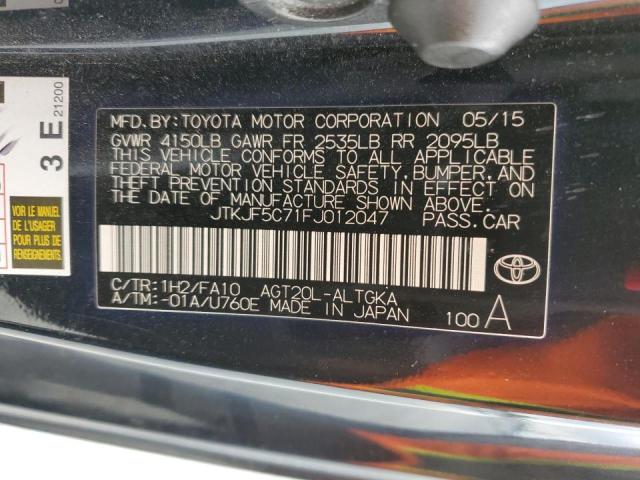 MFD.BY:TOYOTA MOTOR CORPORATION 05/15
GVWR 4150LB GAWR FR 2535LB RR 2095LB
THIS VEHICLE CONFORMS TO ALL APPLICABLE
FEDERAL MOTOR VEHICLE SAFETY, BUMPER, AND
THEFT PREVENTION STANDARDS IN EFFECT ON
THE DATE OF MANUFACTURE SHOWN ABOVE.
JTKJF5C71FJ012047 PASS.CAR
C/TR:1H2/FA10 AGT20L-ALTGKA
A/TM:-01A/U760E MADE IN JAPAN
100 A
3 E
21200
VOIR LE MANUEL
DE L'USAGER
POUR PLUS DE
RENSEIGNEMENTS